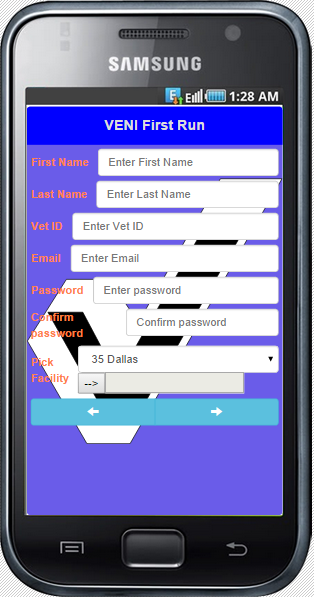 SAMSUNG
E 1:28 AM
VENI First Run
First Name Enter First Name
Last Name Enter Last Name
Vet ID Enter Vet ID
Email Enter Email
Password Enter password
Confirm password Confirm password
Pick Facility 35 Dallas
-->